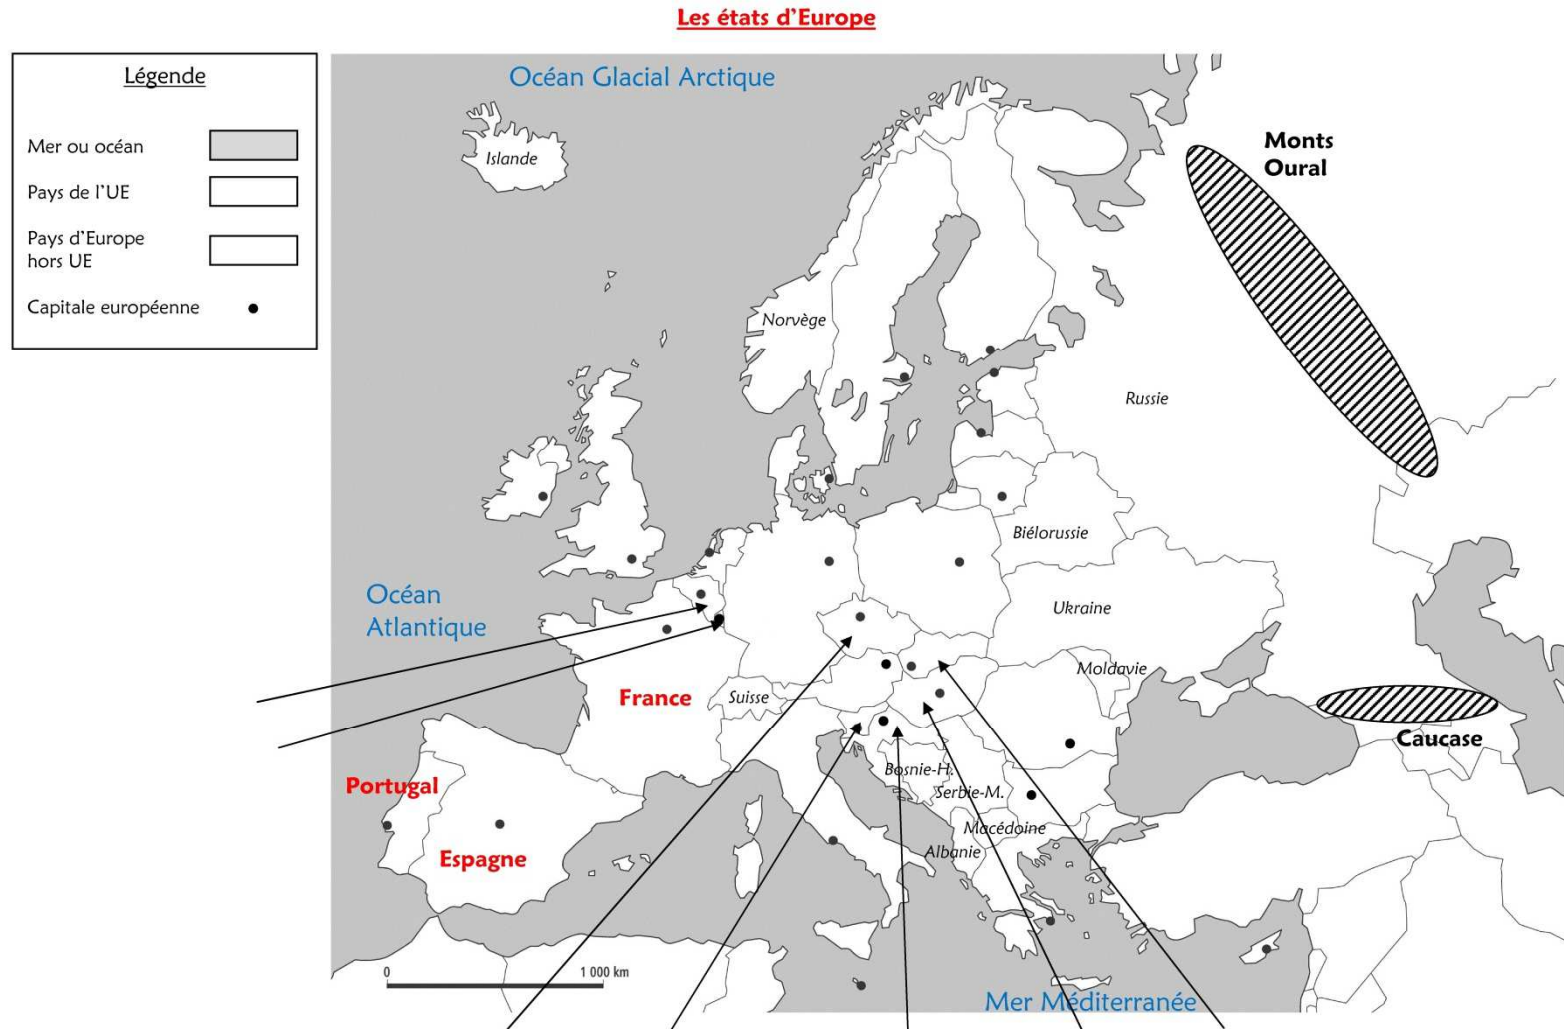 Les états d'Europe
Légende
Mer ou océan
Pays de l'UE
Pays d'Europe
hors UE
Capitale européenne
Océan Glacial Arctique
Islande
Monts
Oural
Norvège
Russie
Biélorussie
Océan
Atlantique
Ukraine
Moldavie
France
Suisse
Caucase
Bosnie-H.
Portugal
Serbie-M.
Macédoine
Albanie
Espagne
0 1 000 km
Mer Méditerranée